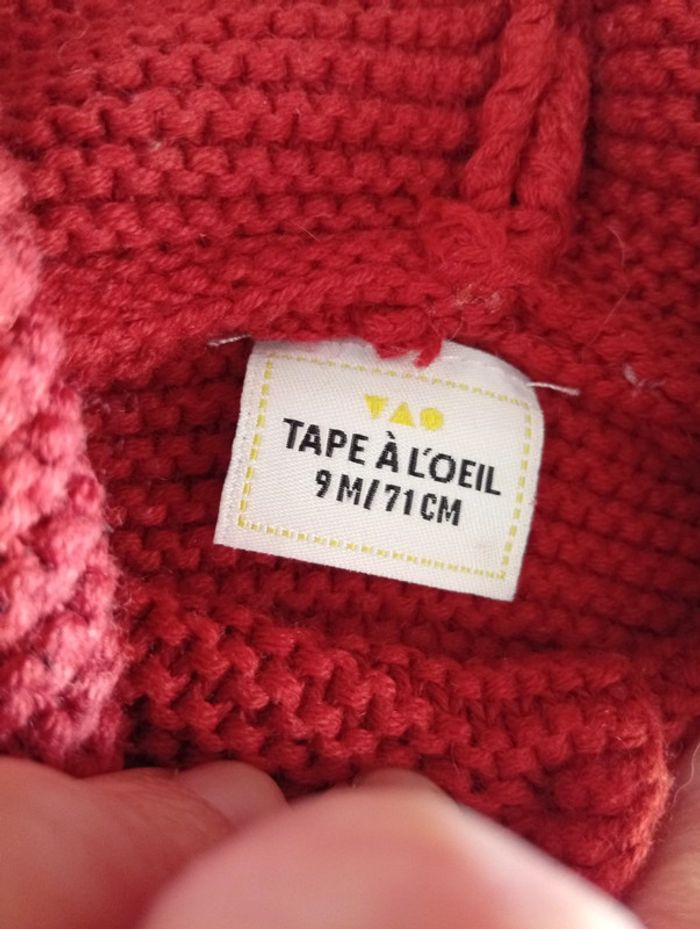 TAO
TAPE À L'OEIL
9 M/71 CM